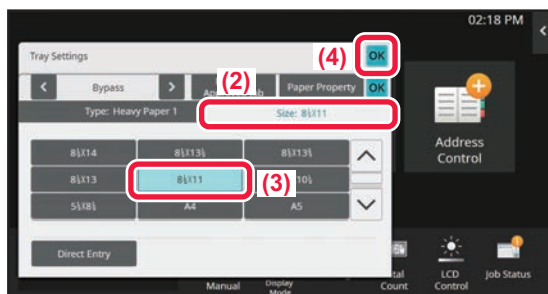 02:18 PM
Tray Settings
(4)
OK
Bypass
(2)
Paper Property
OK
Type: Heavy Paper 1
Size: 8½X11
8½X14
8½X13½
8½X13⅖
8½X13
8½X11
(3)
5½X8½
A4
A5
Direct Entry
Address
Control
Manual
Display
Mode
Count
LCD
Control
Job Status